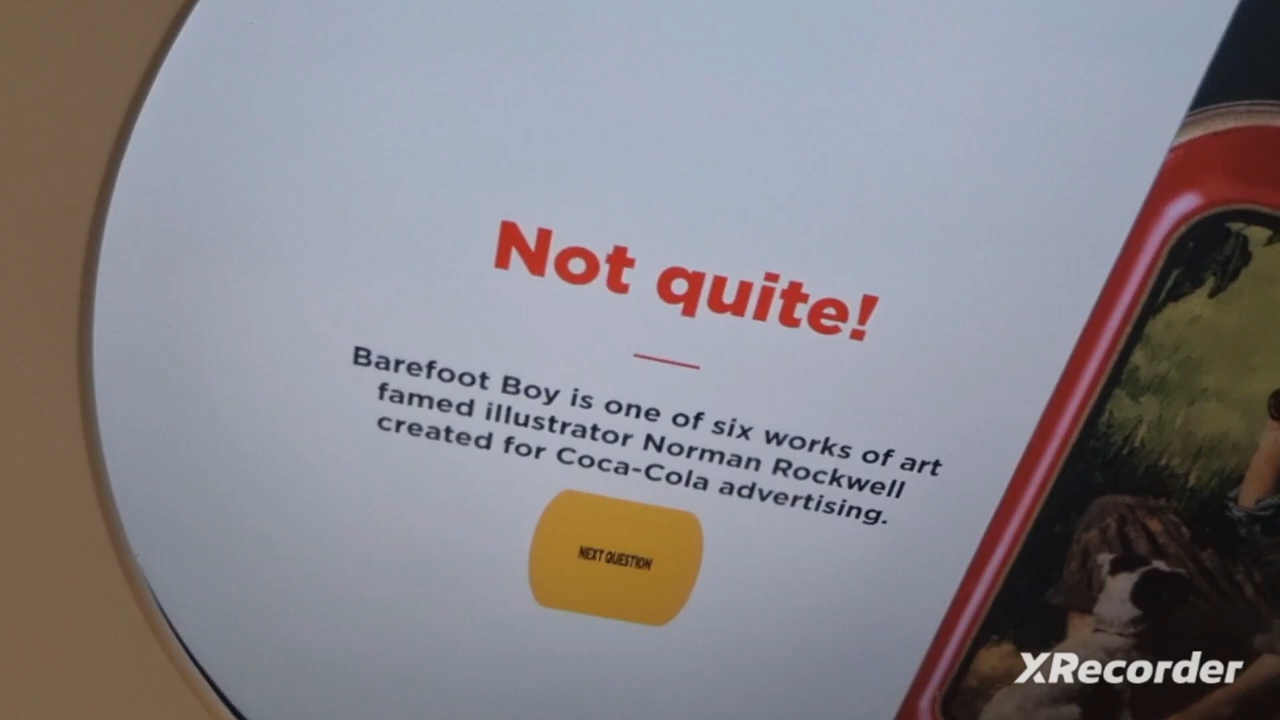 Not quite!
Barefoot Boy is one of six works of art
famed illustrator Norman Rockwell
created for Coca-Cola advertising.
NEXT QUESTION
XRecorder